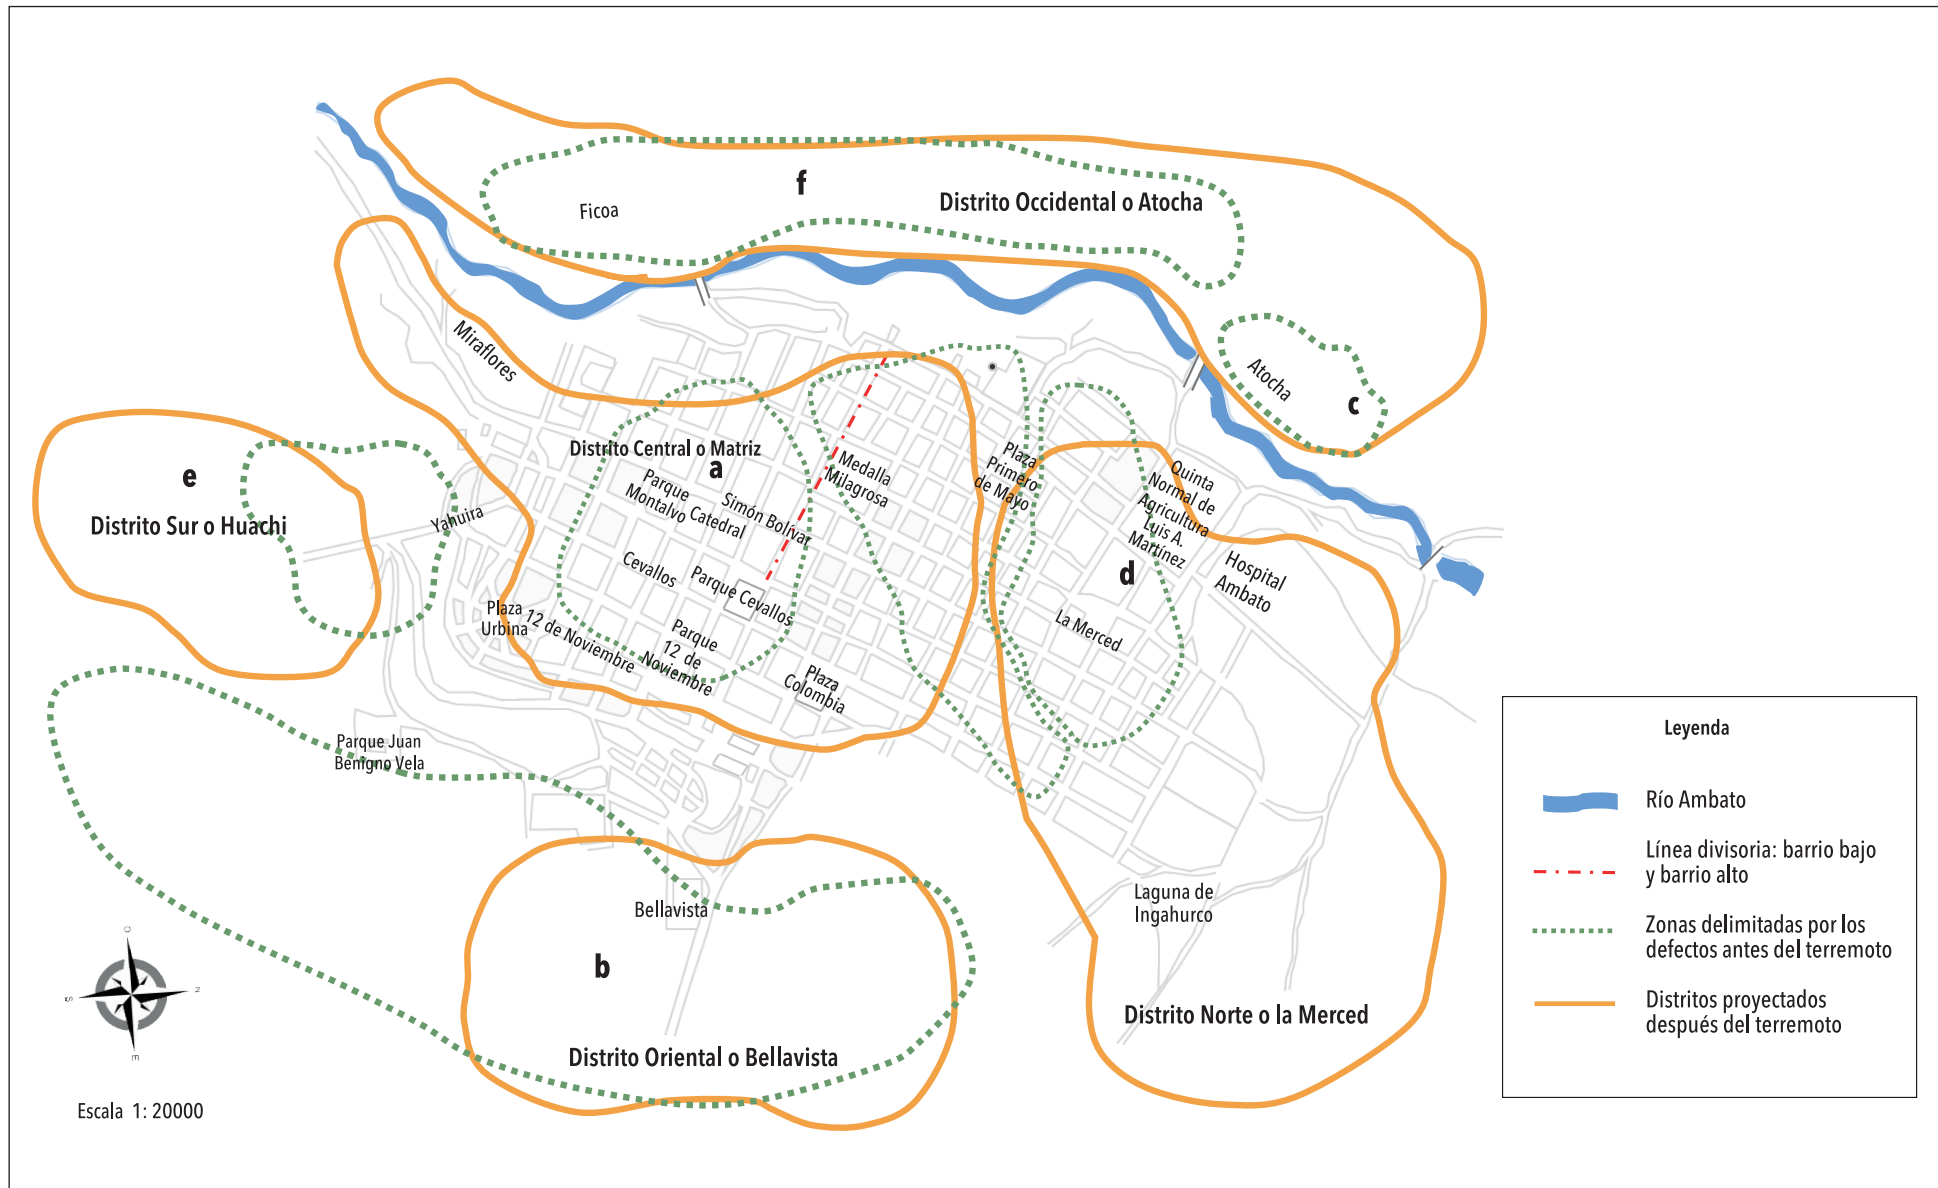 f
Ficoa
Distrito Occidental o Atocha
Miraflores
Atocha
c
Distrito Central o Matriz
a
e
Distrito Sur o Huachi
Yahuira
Parque
Montalvo
Catedral
Simón Bolívar
Medalla
Milagrosa
Plaza
Primero
de Mayo
Quinta
Normal de
Agricultura
Luis A.
Martínez
Hospital
Ambato
d
Cevallos
Parque Cevallos
Plaza
Urbina
12 de Noviembre
Parque
12 de
Noviembre
La Merced
Plaza
Colombia
Parque Juan
Benigno Vela
Bellavista
Laguna de
Ingahurco
b
Distrito Norte o la Merced
Distrito Oriental o Bellavista
O
S
N
E
Escala 1: 20000
Leyenda
Río Ambato
Línea divisoria: barrio bajo
y barrio alto
Zonas delimitadas por los
defectos antes del terremoto
Distritos proyectados
después del terremoto